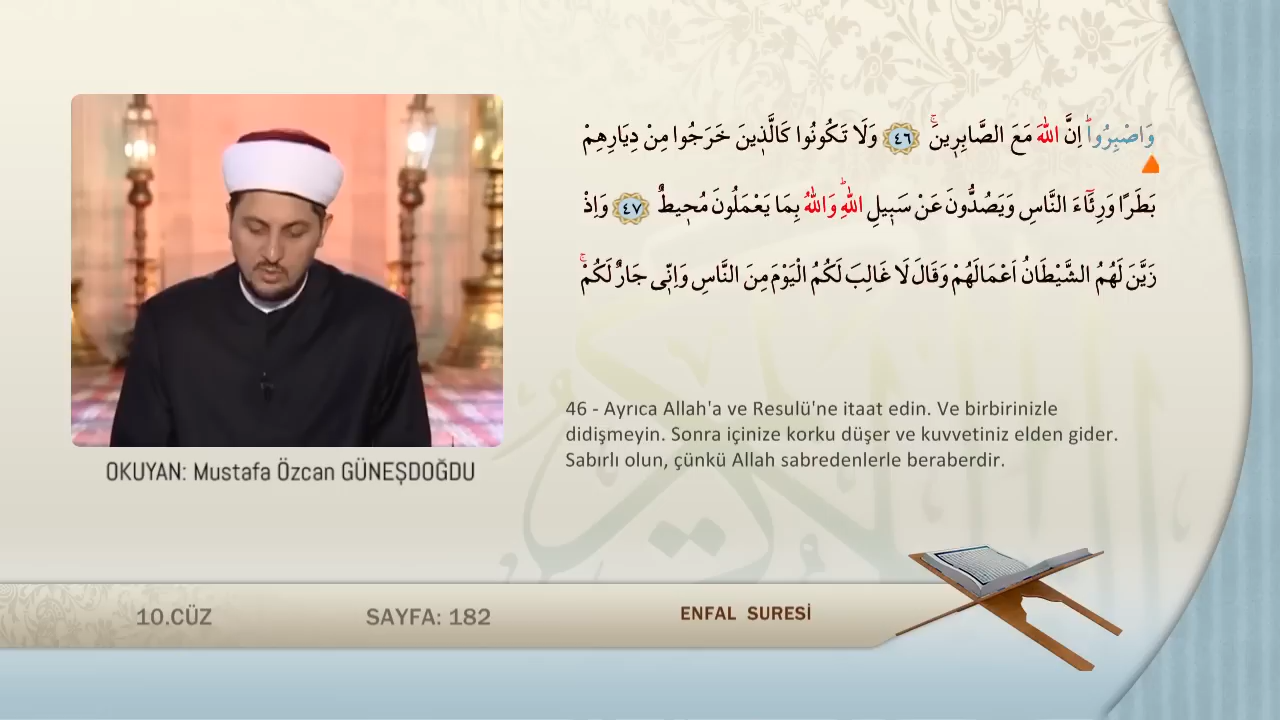 وَاصْبِرُواۜ اِنَّ اللّٰهَ مَعَ الصَّابِرٖينَۚ ﴿٤٦﴾ وَلَا تَكُونُوا كَالَّذٖينَ خَرَجُوا مِنْ دِيَارِهِمْ
بَطَرًا وَرِئَٓاءَ النَّاسِ وَيَصُدُّونَ عَنْ سَبٖيلِ اللّٰهِۜ وَاللّٰهُ بِمَا يَعْمَلُونَ مُحٖيطٌ ﴿٤٧﴾ وَاِذْ
زَيَّنَ لَهُمُ الشَّيْطَانُ اَعْمَالَهُمْ وَقَالَ لَا غَالِبَ لَكُمُ الْيَوْمَ مِنَ النَّاسِ وَاِنّٖى جَارٌ لَكُمْۚ
46 - Ayrıca Allah'a ve Resulü'ne itaat edin. Ve birbirinizle
didişmeyin. Sonra içinize korku düşer ve kuvvetiniz elden gider.
Sabırlı olun, çünkü Allah sabredenlerle beraberdir.
OKUYAN: Mustafa Özcan GÜNEŞDOĞDU
10.CÜZ
SAYFA: 182
ENFAL SURESİ